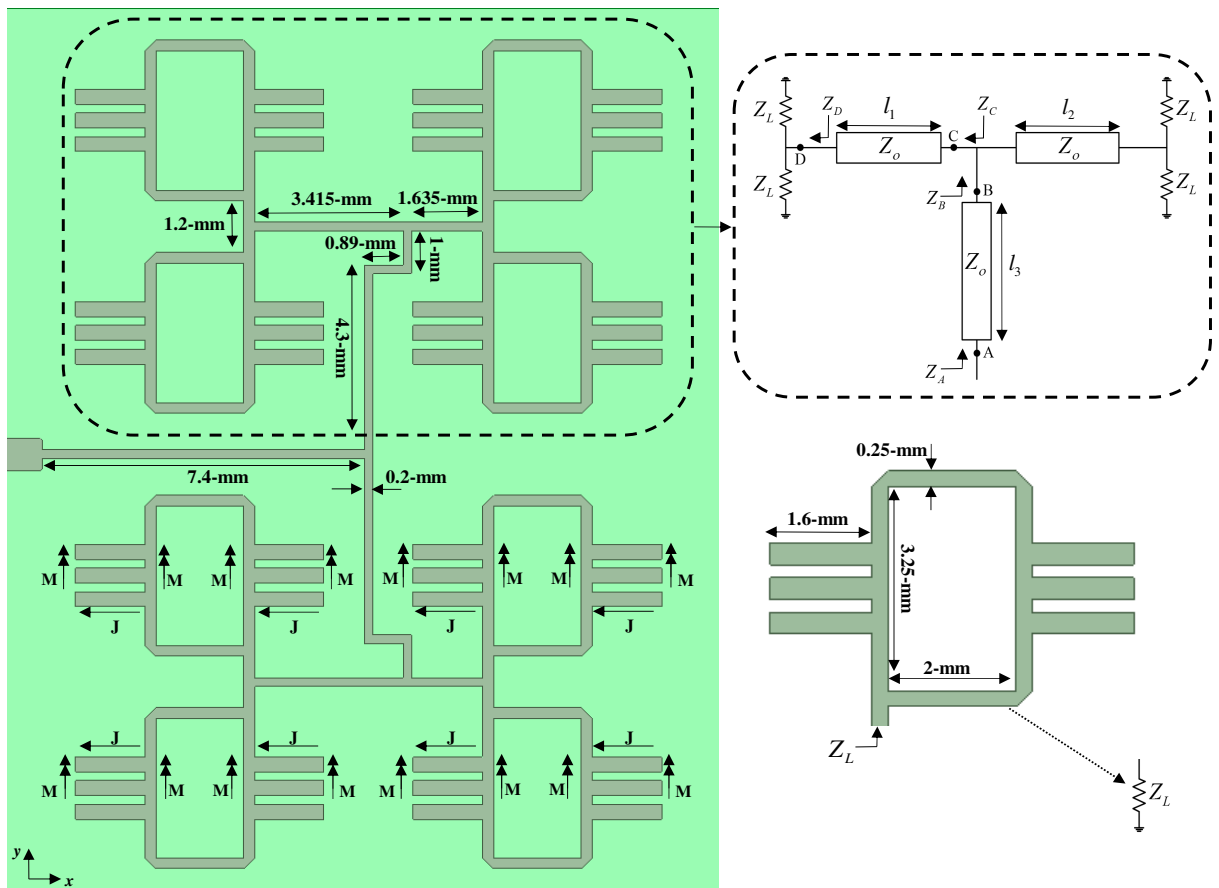 3.415-mm
1.635-mm
1.2-mm
0.89-mm
1-mm
4.3-mm
7.4-mm
0.2-mm
M M M M M M M M
J J J J
J J J J
M M M M M M M M
y
x
Z_L Z_D l_1 Z_C l_2 Z_L
D Z_o C Z_o
Z_L Z_B B Z_L
Z_o l_3
Z_A A
0.25-mm
1.6-mm
3.25-mm
2-mm
Z_L
Z_L